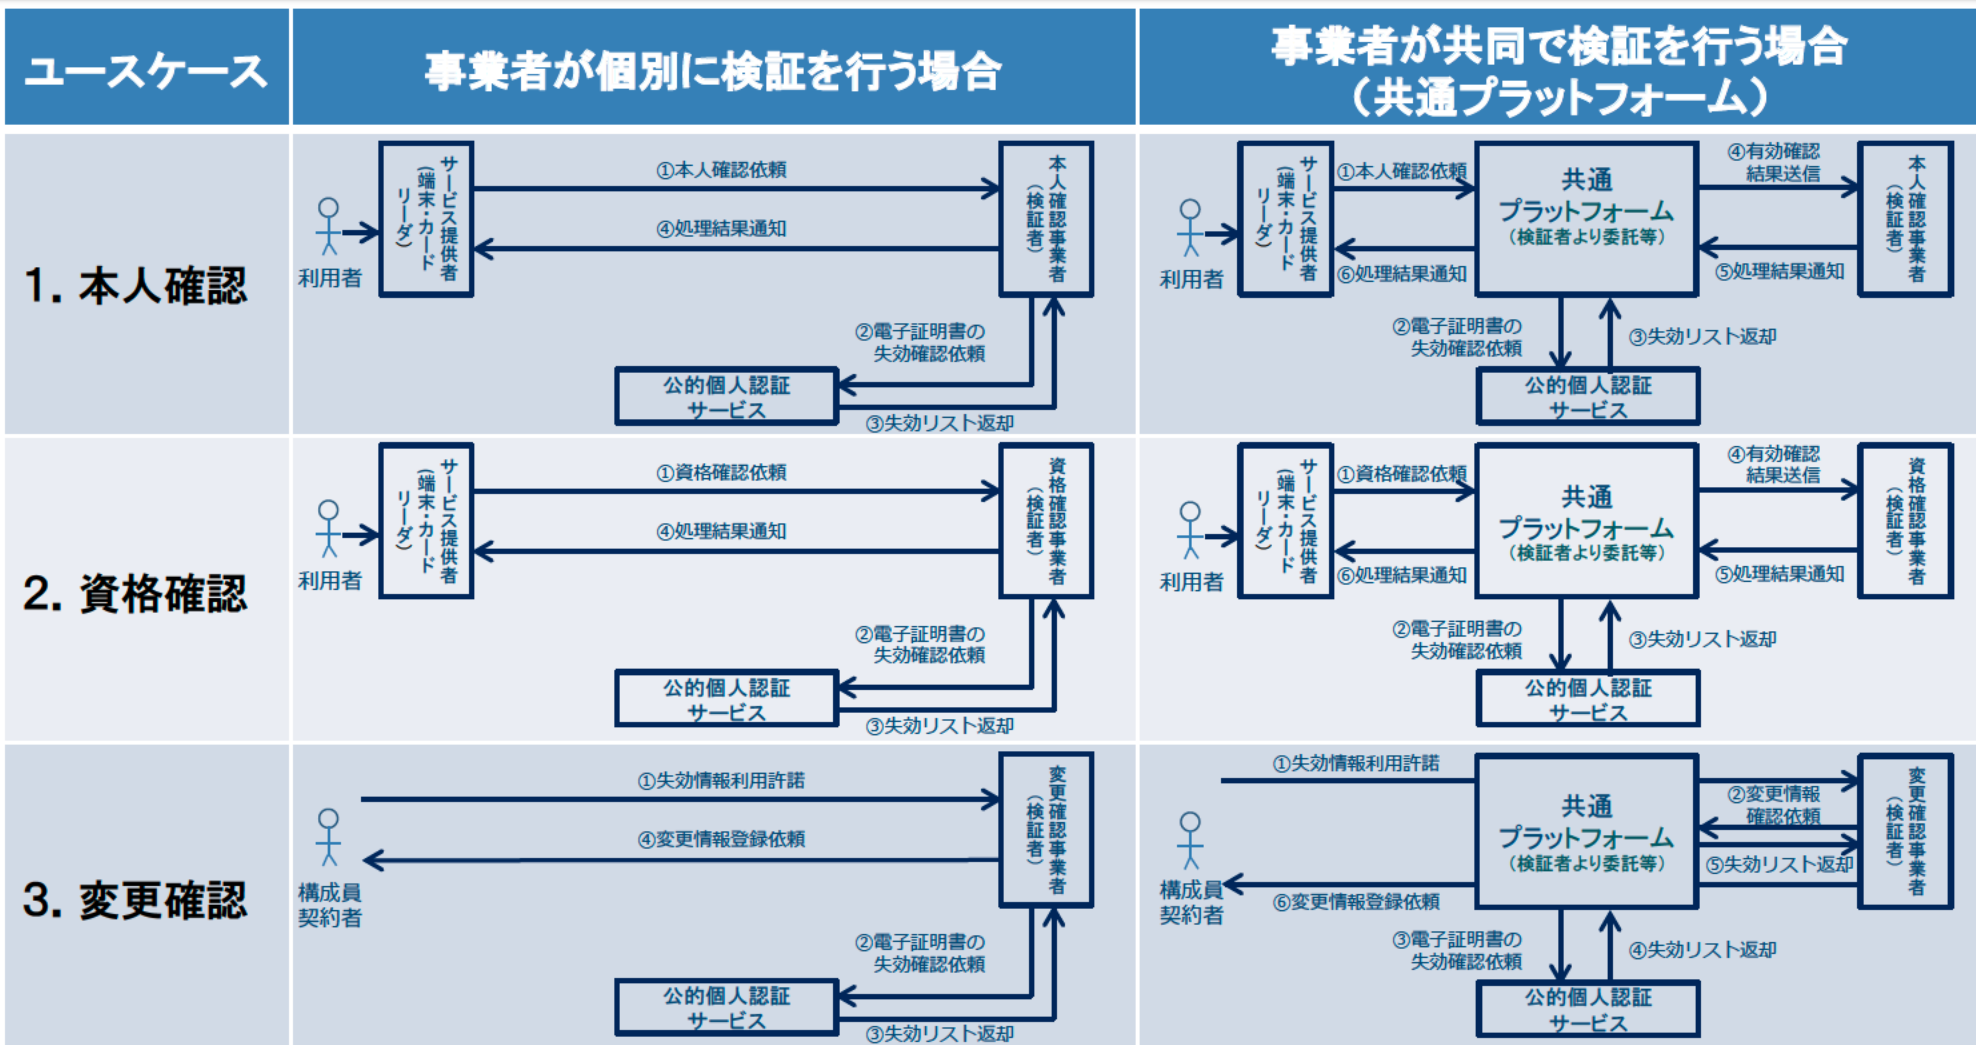 ユースケース
事業者が個別に検証を行う場合
事業者が共同で検証を行う場合
（共通プラットフォーム）
1. 本人確認
利用者
サービス提供者
（端末・カード
リーダ）
①本人確認依頼
④処理結果通知
本人確認事業者
（検証者）
②電子証明書の
失効確認依頼
公的個人認証
サービス
③失効リスト返却
利用者
サービス提供者
（端末・カード
リーダ）
①本人確認依頼
⑥処理結果通知
共通
プラットフォーム
（検証者より委託等）
④有効確認
結果送信
⑤処理結果通知
本人確認事業者
（検証者）
②電子証明書の
失効確認依頼
③失効リスト返却
公的個人認証
サービス
2. 資格確認
利用者
サービス提供者
（端末・カード
リーダ）
①資格確認依頼
④処理結果通知
資格確認事業者
（検証者）
②電子証明書の
失効確認依頼
公的個人認証
サービス
③失効リスト返却
利用者
サービス提供者
（端末・カード
リーダ）
①資格確認依頼
⑥処理結果通知
共通
プラットフォーム
（検証者より委託等）
④有効確認
結果送信
⑤処理結果通知
資格確認事業者
（検証者）
②電子証明書の
失効確認依頼
③失効リスト返却
公的個人認証
サービス
3. 変更確認
構成員
契約者
①失効情報利用許諾
④変更情報登録依頼
変更確認事業者
（検証者）
②電子証明書の
失効確認依頼
公的個人認証
サービス
③失効リスト返却
構成員
契約者
①失効情報利用許諾
⑥変更情報登録依頼
共通
プラットフォーム
（検証者より委託等）
②変更情報
確認依頼
⑤失効リスト返却
変更確認事業者
（検証者）
③電子証明書の
失効確認依頼
④失効リスト返却
公的個人認証
サービス